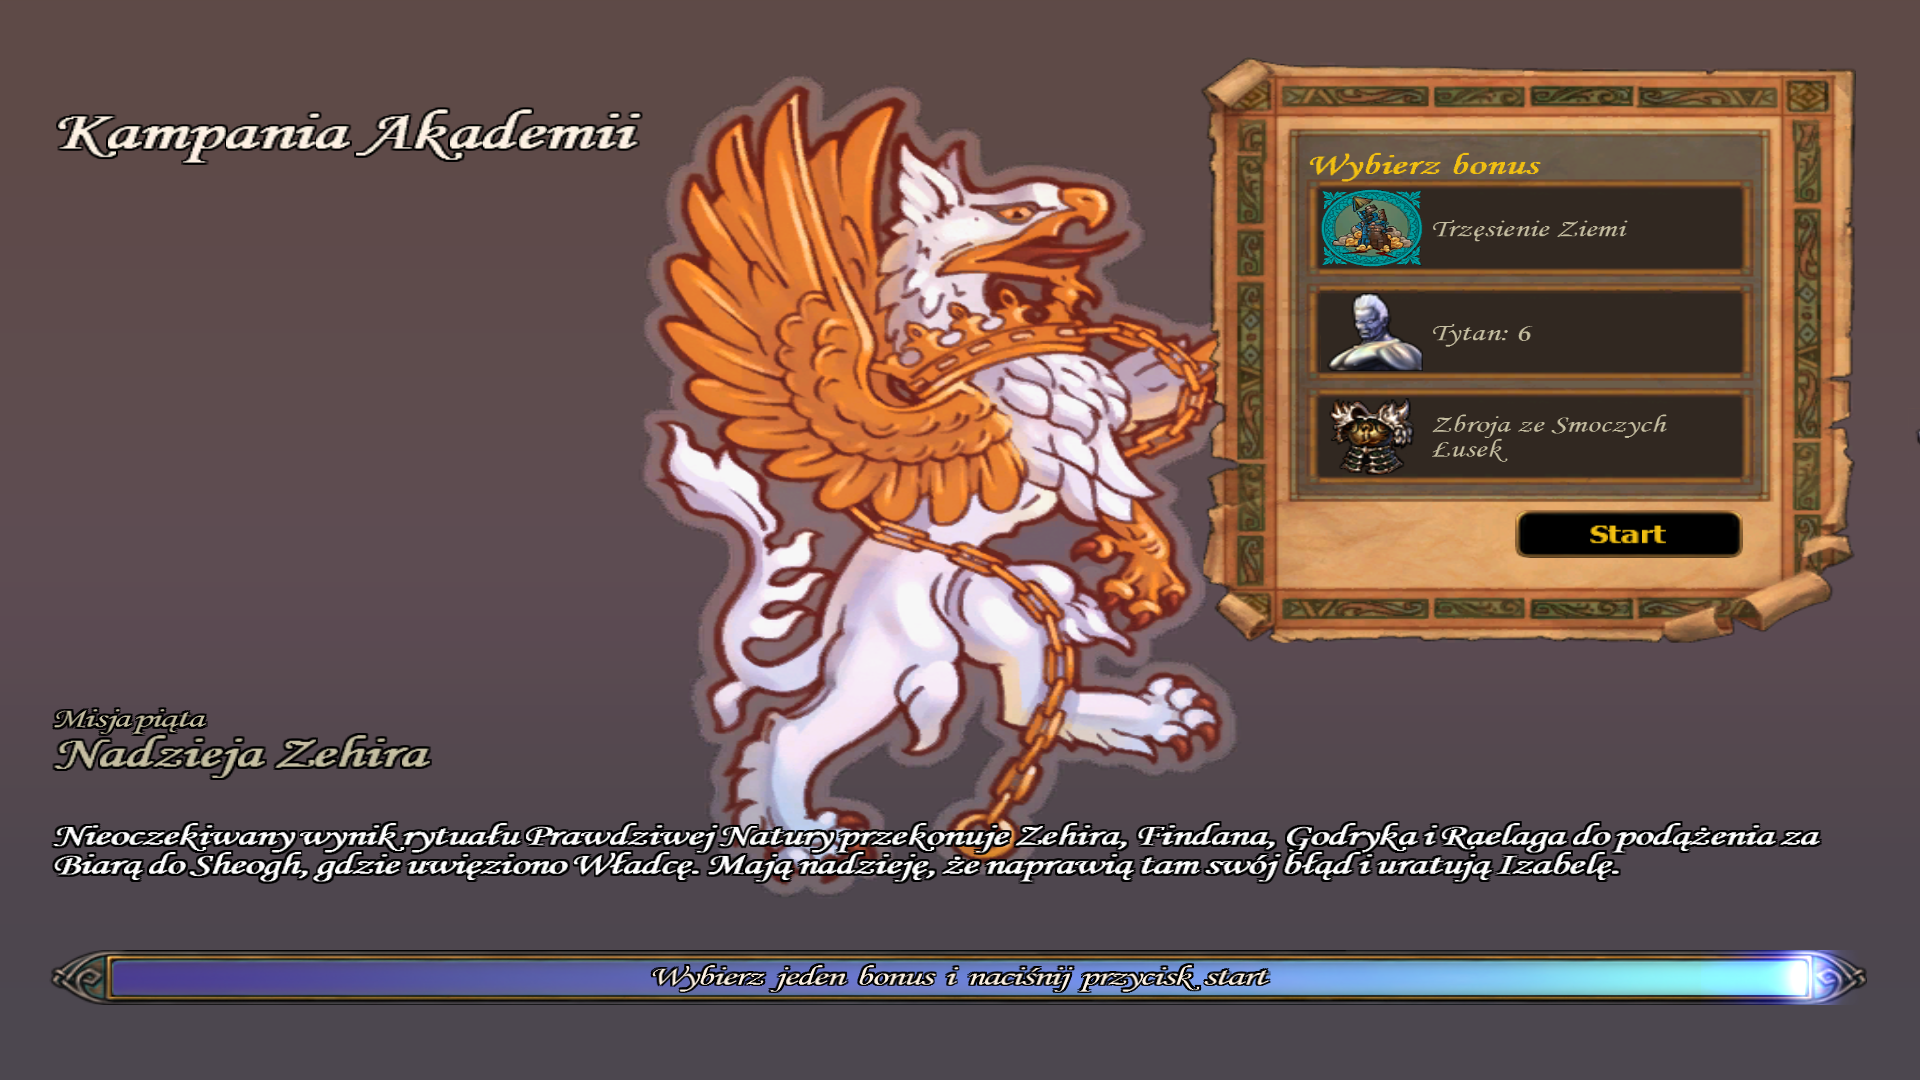 Kampania Akademii
Wybierz bonus
Trzęsienie Ziemi
Tytan: 6
Zbroja ze Smoczych
Łusek
Start
Misja piąta
Nadzieja Zehira
Nieoczekiwany wynik rytuału Prawdziwej Natury przekonuje Zehira, Findana, Godryka i Raelaga do podążenia za
Biarą do Sheogh, gdzie uwięziono Władcę. Mają nadzieję, że naprawią tam swój błąd i uratują Izabelę.
Wybierz jeden bonus i naciśnij przycisk start